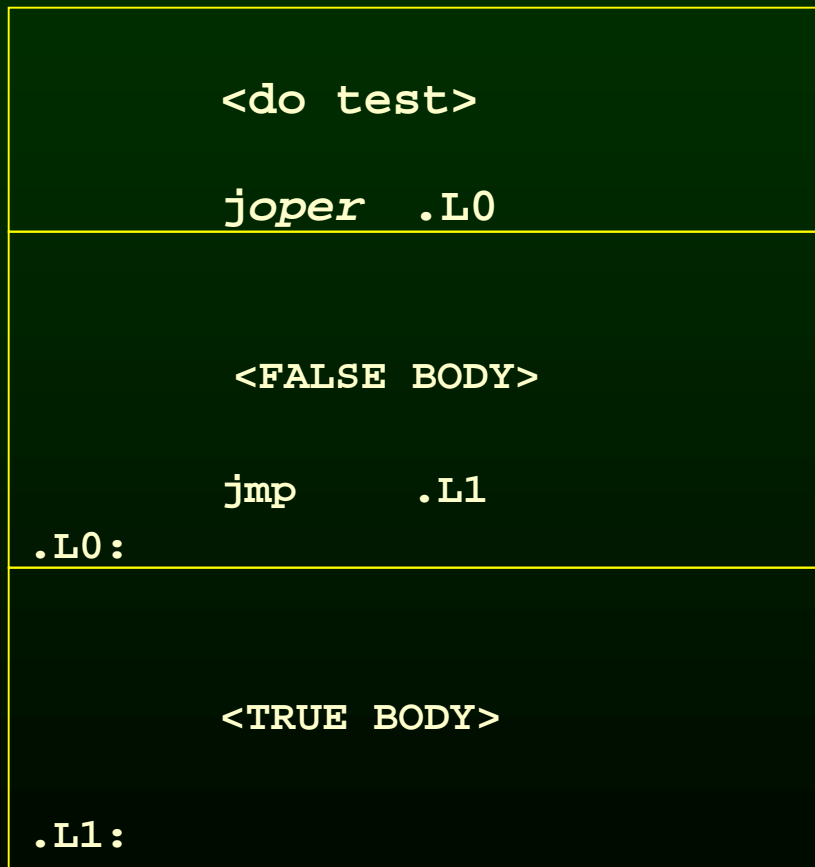 <do test>
joper .L0
<FALSE BODY>
jmp .L1
.L0:
<TRUE BODY>
.L1: